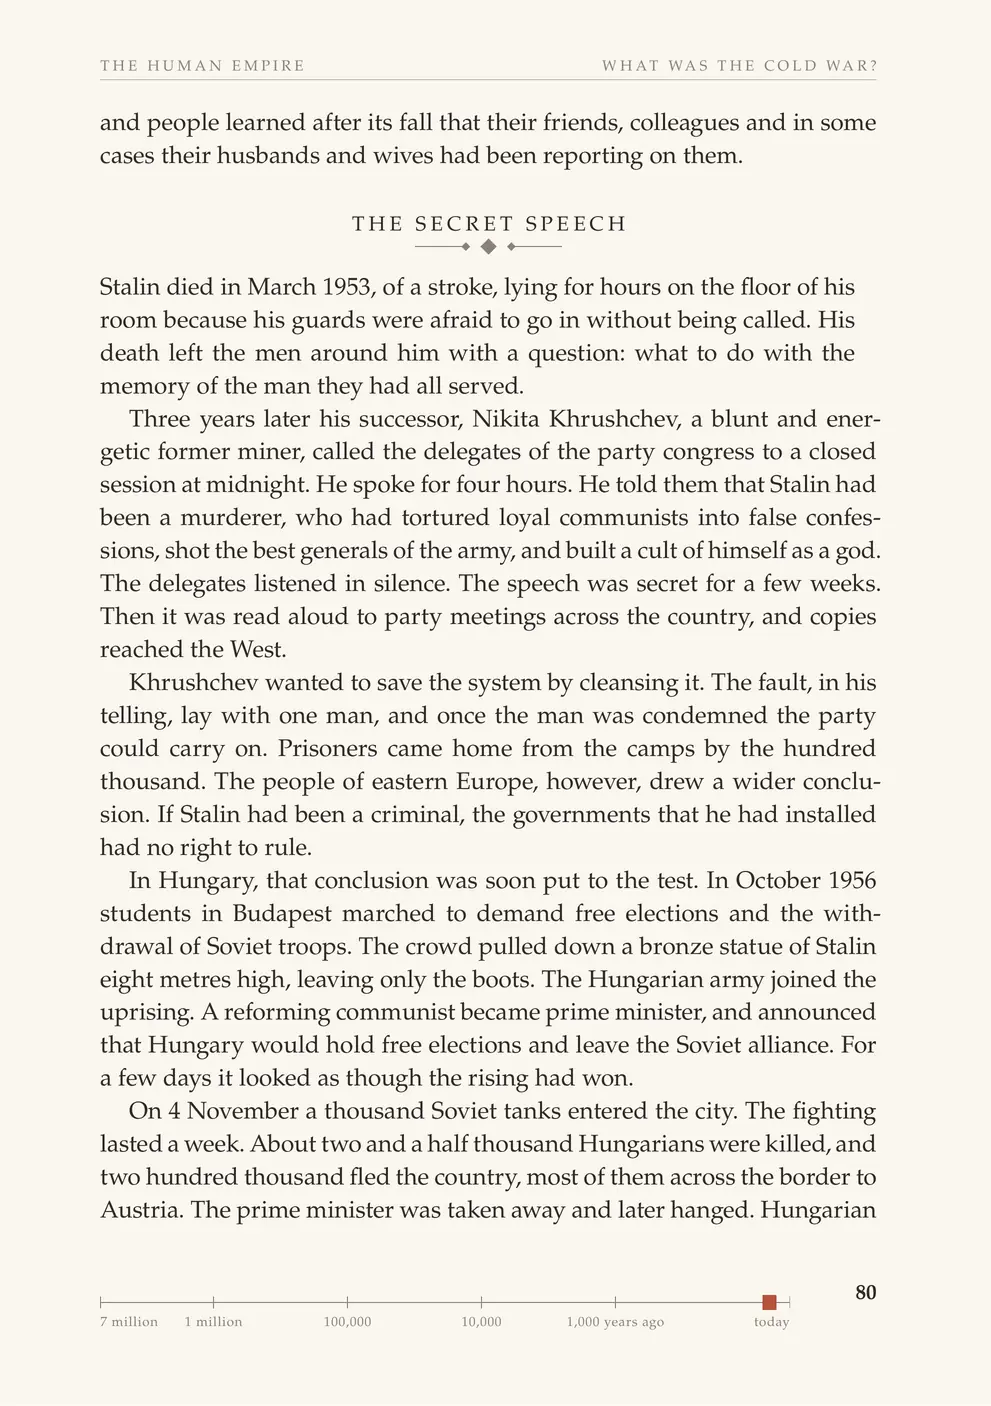 THE HUMAN EMPIRE
WHAT WAS THE COLD WAR?
and people learned after its fall that their friends, colleagues and in some
cases their husbands and wives had been reporting on them.
THE SECRET SPEECH
Stalin died in March 1953, of a stroke, lying for hours on the floor of his
room because his guards were afraid to go in without being called. His
death left the men around him with a question: what to do with the
memory of the man they had all served.
Three years later his successor, Nikita Khrushchev, a blunt and ener-
getic former miner, called the delegates of the party congress to a closed
session at midnight. He spoke for four hours. He told them that Stalin had
been a murderer, who had tortured loyal communists into false confes-
sions, shot the best generals of the army, and built a cult of himself as a god.
The delegates listened in silence. The speech was secret for a few weeks.
Then it was read aloud to party meetings across the country, and copies
reached the West.
Khrushchev wanted to save the system by cleansing it. The fault, in his
telling, lay with one man, and once the man was condemned the party
could carry on. Prisoners came home from the camps by the hundred
thousand. The people of eastern Europe, however, drew a wider conclu-
sion. If Stalin had been a criminal, the governments that he had installed
had no right to rule.
In Hungary, that conclusion was soon put to the test. In October 1956
students in Budapest marched to demand free elections and the with-
drawal of Soviet troops. The crowd pulled down a bronze statue of Stalin
eight metres high, leaving only the boots. The Hungarian army joined the
uprising. A reforming communist became prime minister, and announced
that Hungary would hold free elections and leave the Soviet alliance. For
a few days it looked as though the rising had won.
On 4 November a thousand Soviet tanks entered the city. The fighting
lasted a week. About two and a half thousand Hungarians were killed, and
two hundred thousand fled the country, most of them across the border to
Austria. The prime minister was taken away and later hanged. Hungarian
80
7 million 1 million 100,000 10,000 1,000 years ago today